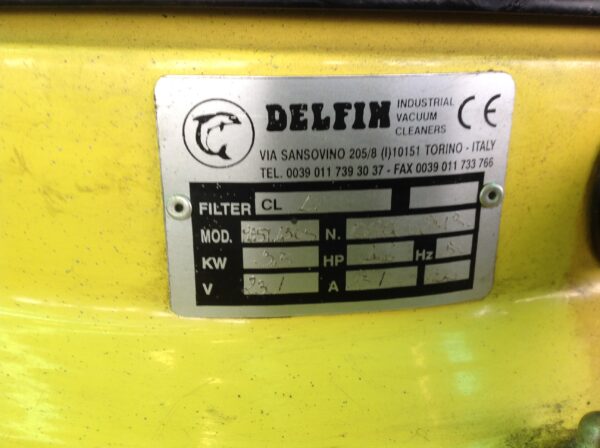 DELFIN INDUSTRIAL VACUUM CLEANERS CE
VIA SANSOVINO 205/8 (I)10151 TORINO - ITALY
TEL. 0039 011 739 30 37 - FAX 0039 011 733 766
FILTER CL
MOD. N.
KW HP Hz
V A